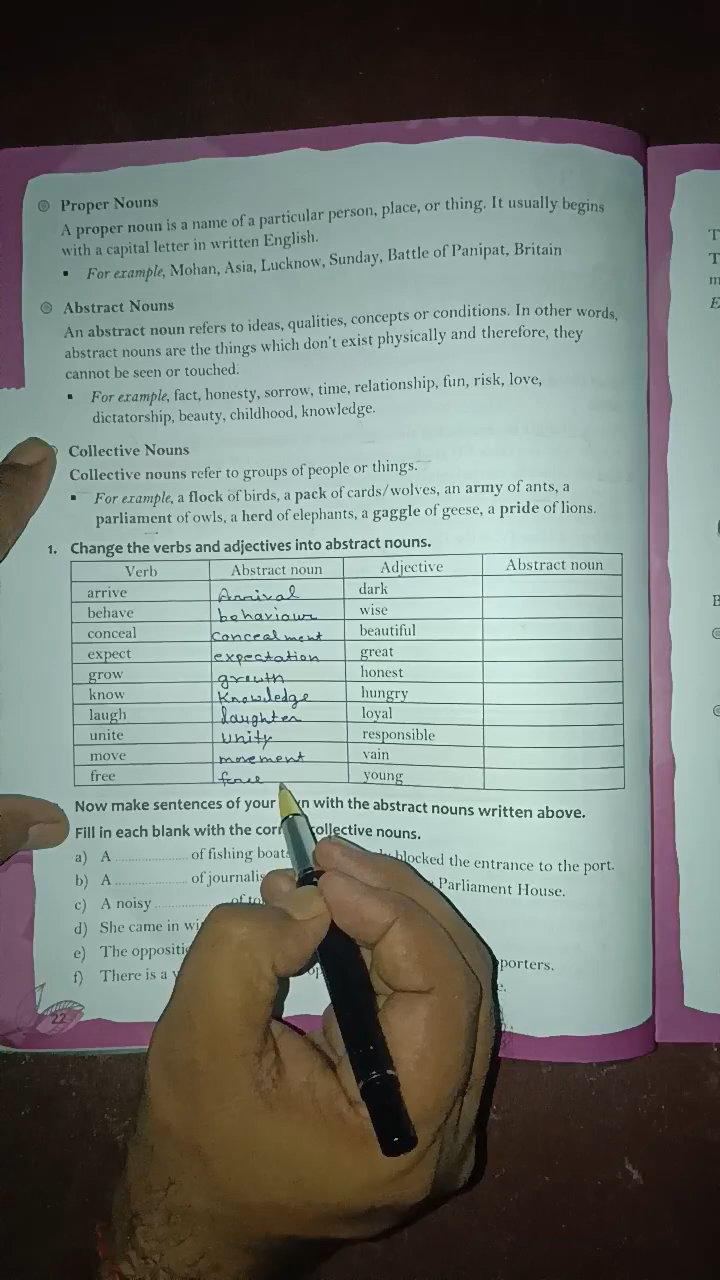 Proper Nouns
A proper noun is a name of a particular person, place, or thing. It usually begins
with a capital letter in written English.
▪ For example, Mohan, Asia, Lucknow, Sunday, Battle of Panipat, Britain
Abstract Nouns
An abstract noun refers to ideas, qualities, concepts or conditions. In other words,
abstract nouns are the things which don't exist physically and therefore, they
cannot be seen or touched.
▪ For example, fact, honesty, sorrow, time, relationship, fun, risk, love,
dictatorship, beauty, childhood, knowledge.
Collective Nouns
Collective nouns refer to groups of people or things.
▪ For example, a flock of birds, a pack of cards/wolves, an army of ants, a
parliament of owls, a herd of elephants, a gaggle of geese, a pride of lions.
1. Change the verbs and adjectives into abstract nouns.
Verb Abstract noun Adjective Abstract noun
arrive Arrival dark
behave behaviour wise
conceal concealment beautiful
expect expectation great
grow honest
know Knowledge hungry
laugh laughter loyal
unite unity responsible
move movement vain
free young
Now make sentences of your with the abstract nouns written above.
Fill in each blank with the collective nouns.
a) A .................. of fishing blocked the entrance to the port.
b) A .................. of Parliament House.
c) A noisy .................. of
d) She came in
e) The
f) There is a
22